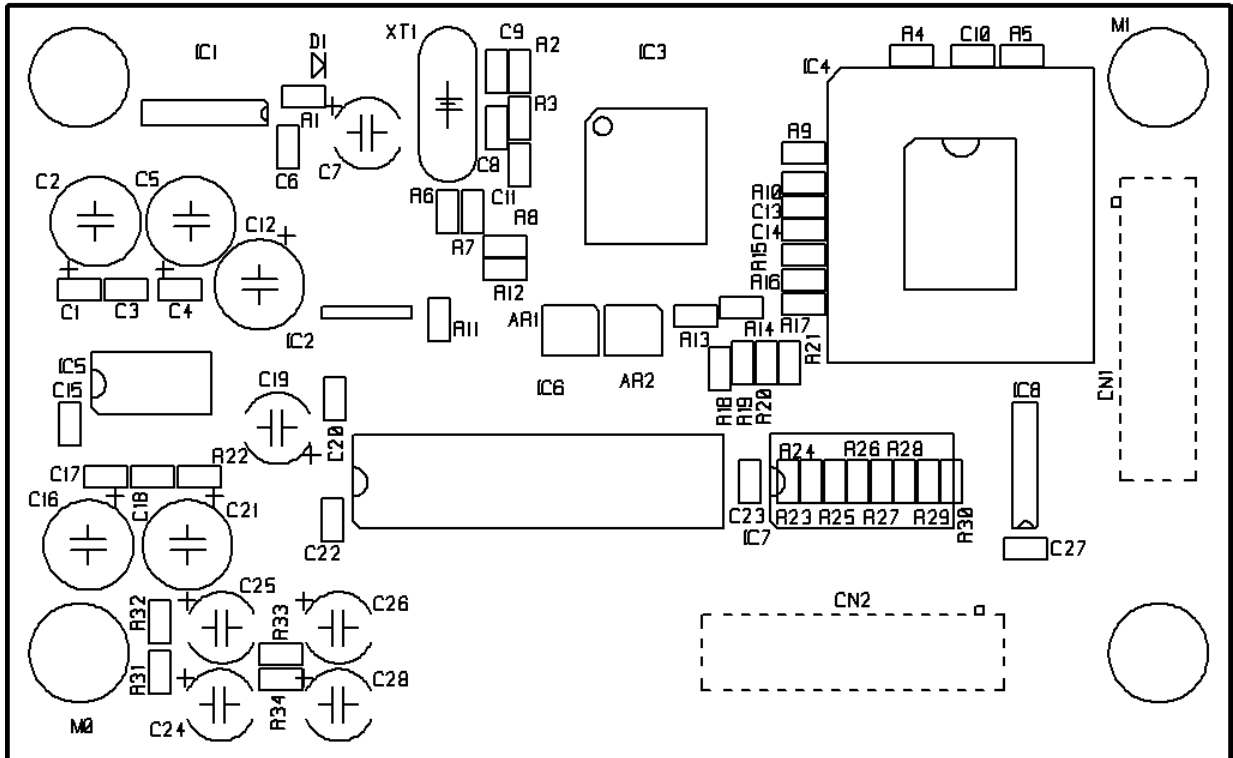 IC1
D1
XT1
C9
R2
IC3
R4
C10
R5
M1
IC4
R1
R3
C6
C7
C8
C11
R9
C2
C5
C12
R6
R7
R8
R10
C13
C14
R15
R16
R17
C1
C3
C4
IC2
R11
R12
AR1
AR2
R13
R14
R21
CN1
IC5
C15
C19
C20
IC6
R18
R19
R20
IC8
C17
C18
R22
C16
C21
C22
C23
IC7
R24
R26
R28
R23
R25
R27
R29
R30
C27
R32
R31
C25
R33
C26
CN2
M0
C24
R34
C28